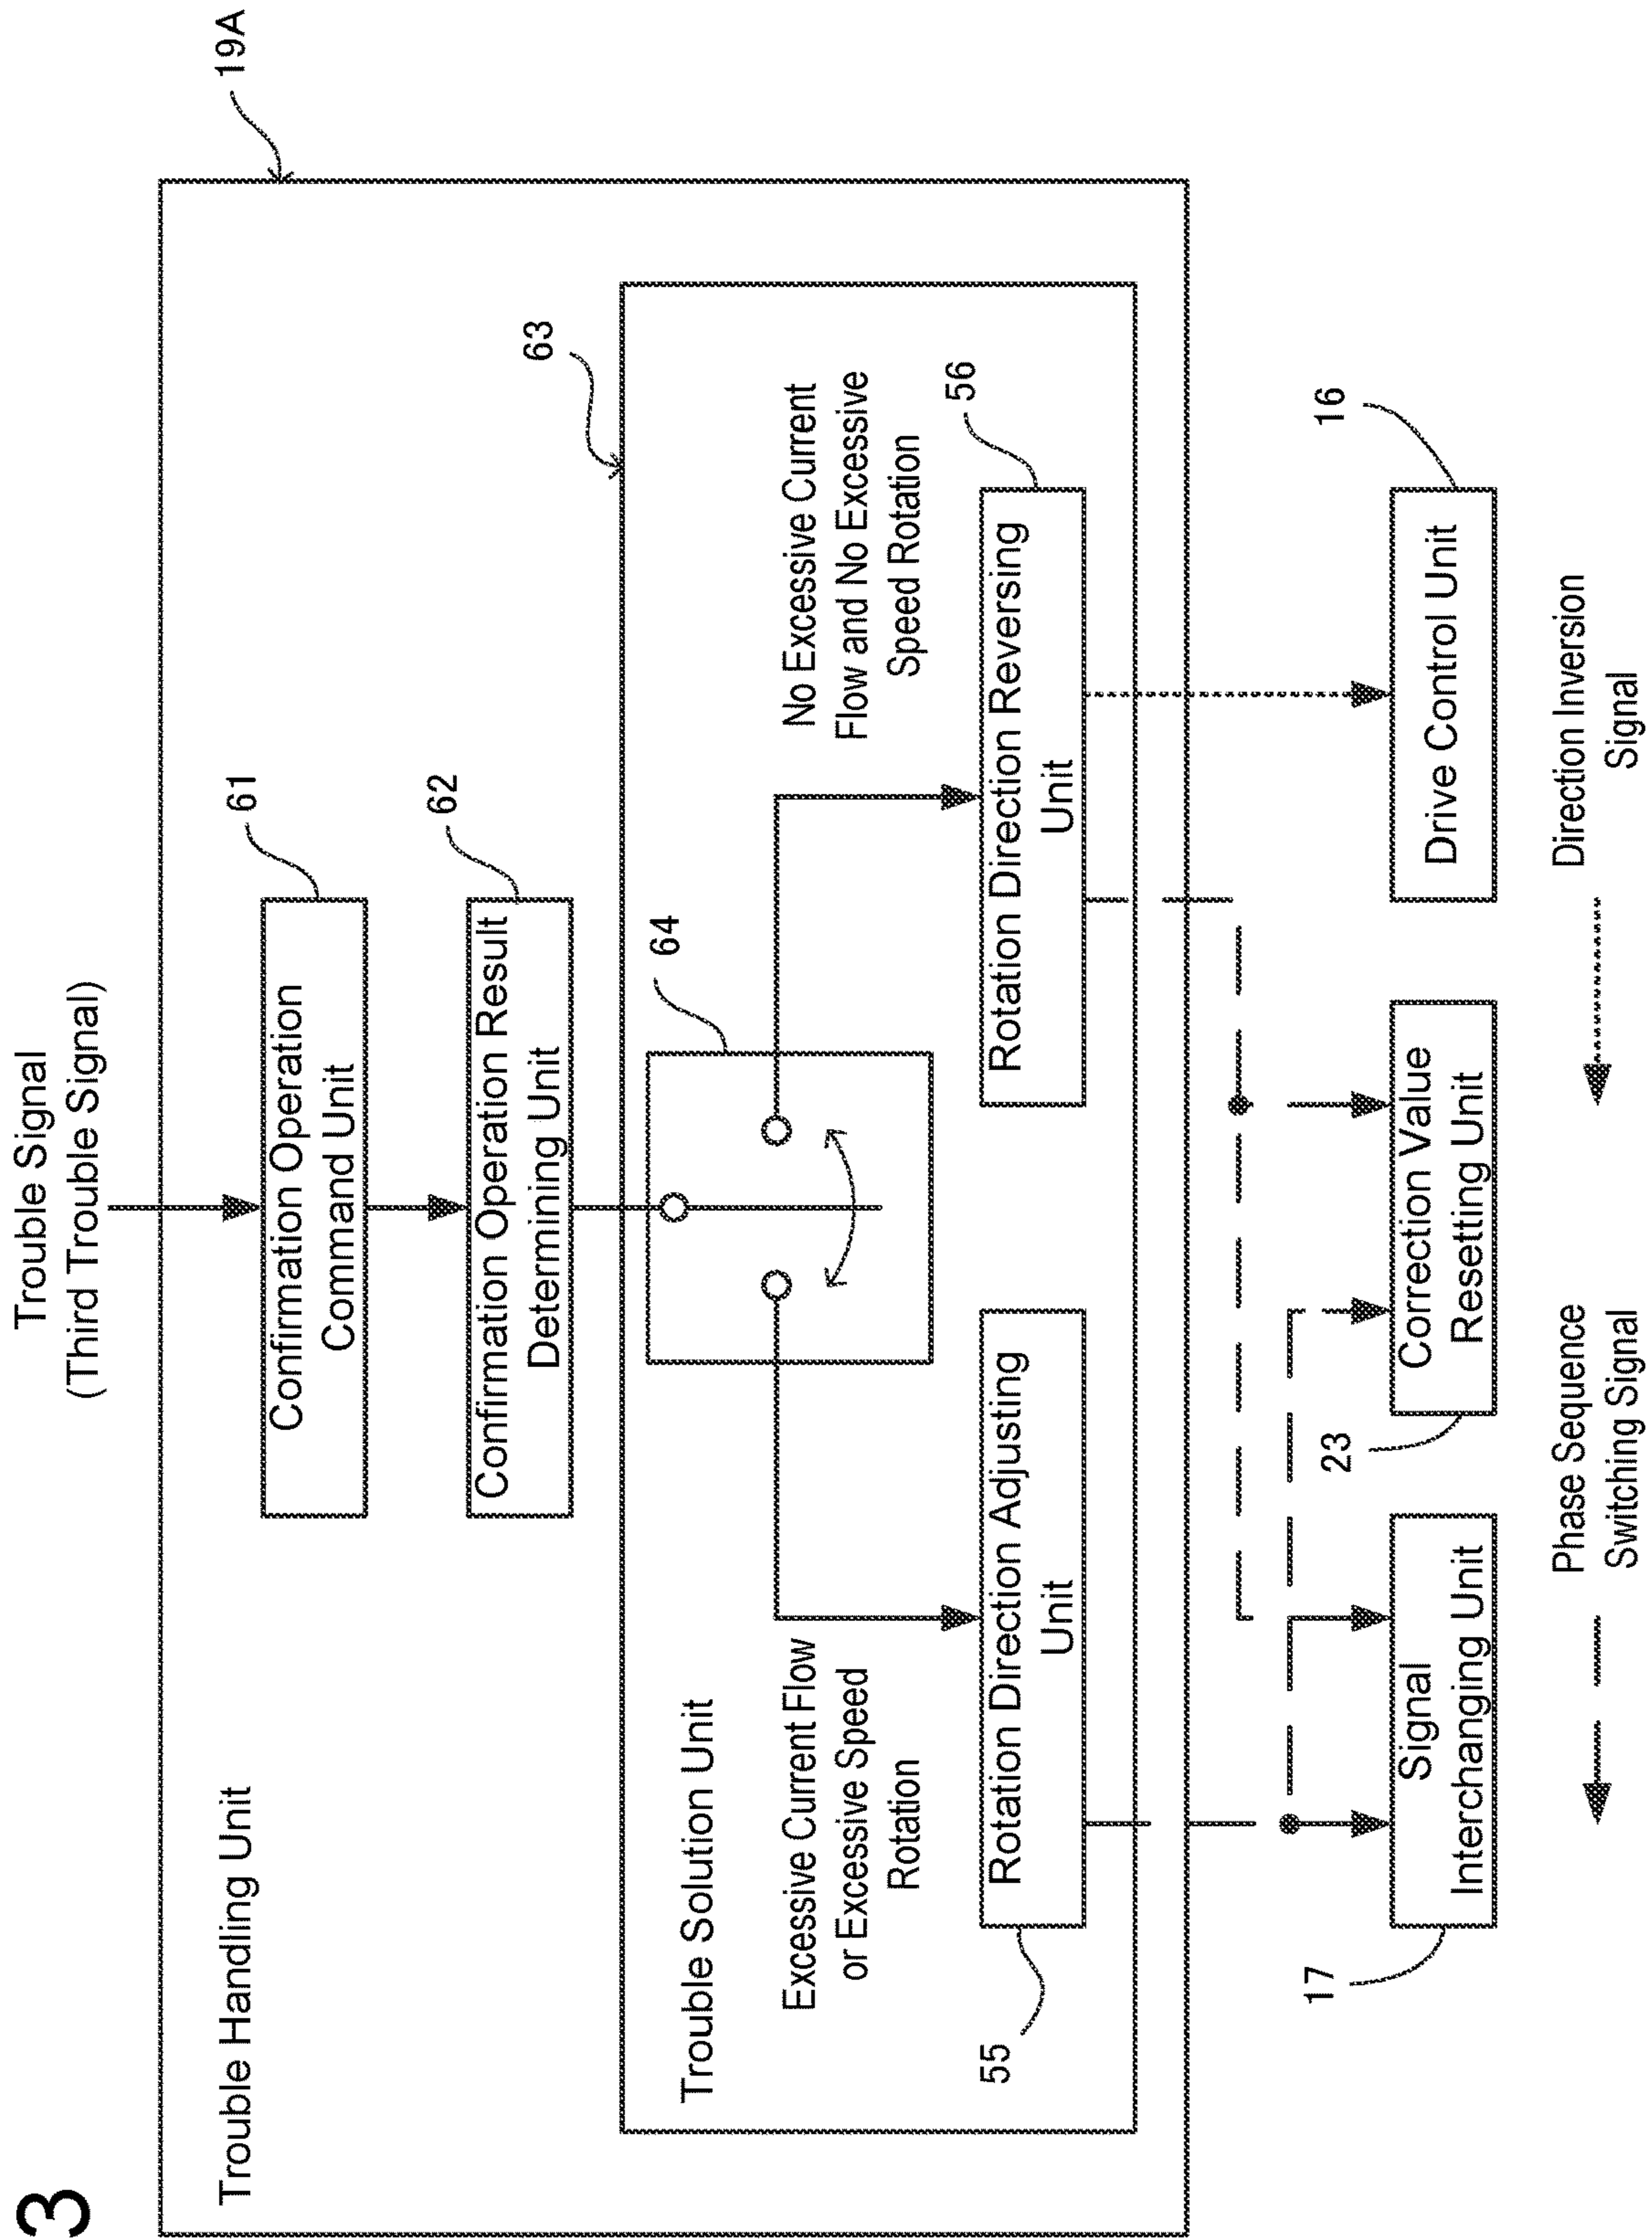 3
Trouble Signal
(Third Trouble Signal)
19A
Trouble Handling Unit
61
Confirmation Operation
Command Unit
62
Confirmation Operation Result
Determining Unit
63
Trouble Solution Unit
64
Excessive Current Flow
or Excessive Speed
Rotation
No Excessive Current
Flow and No Excessive
Speed Rotation
55
Rotation Direction Adjusting
Unit
56
Rotation Direction Reversing
Unit
17
Signal
Interchanging Unit
23
Correction Value
Resetting Unit
16
Drive Control Unit
Phase Sequence
Switching Signal
Direction Inversion
Signal